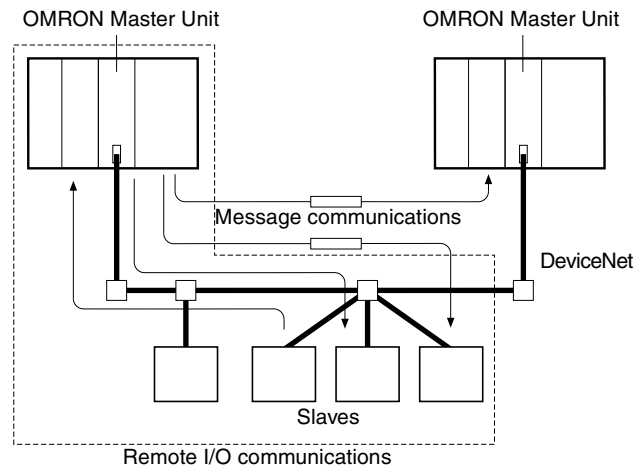 OMRON Master Unit
OMRON Master Unit
Message communications
DeviceNet
Slaves
Remote I/O communications